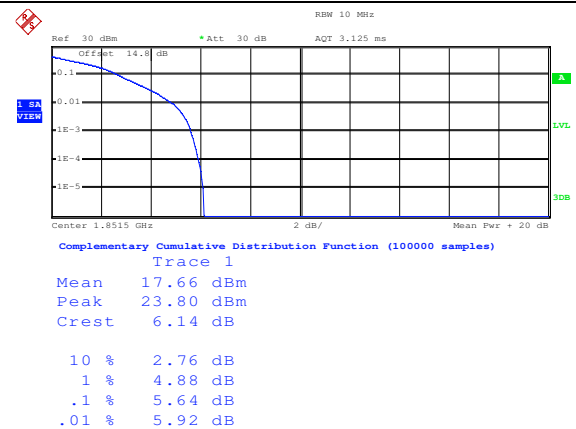 R S
RBW 10 MHz
Ref 30 dBm * Att 30 dB AQT 3.125 ms
Offset 14.8 dB
0.1
A
0.01
1 SA
VIEW
1E-3
LVL
1E-4
1E-5
3DB
Center 1.8515 GHz 2 dB/ Mean Pwr + 20 dB
Complementary Cumulative Distribution Function (100000 samples)
Trace 1
Mean 17.66 dBm
Peak 23.80 dBm
Crest 6.14 dB
10 % 2.76 dB
1 % 4.88 dB
.1 % 5.64 dB
.01 % 5.92 dB